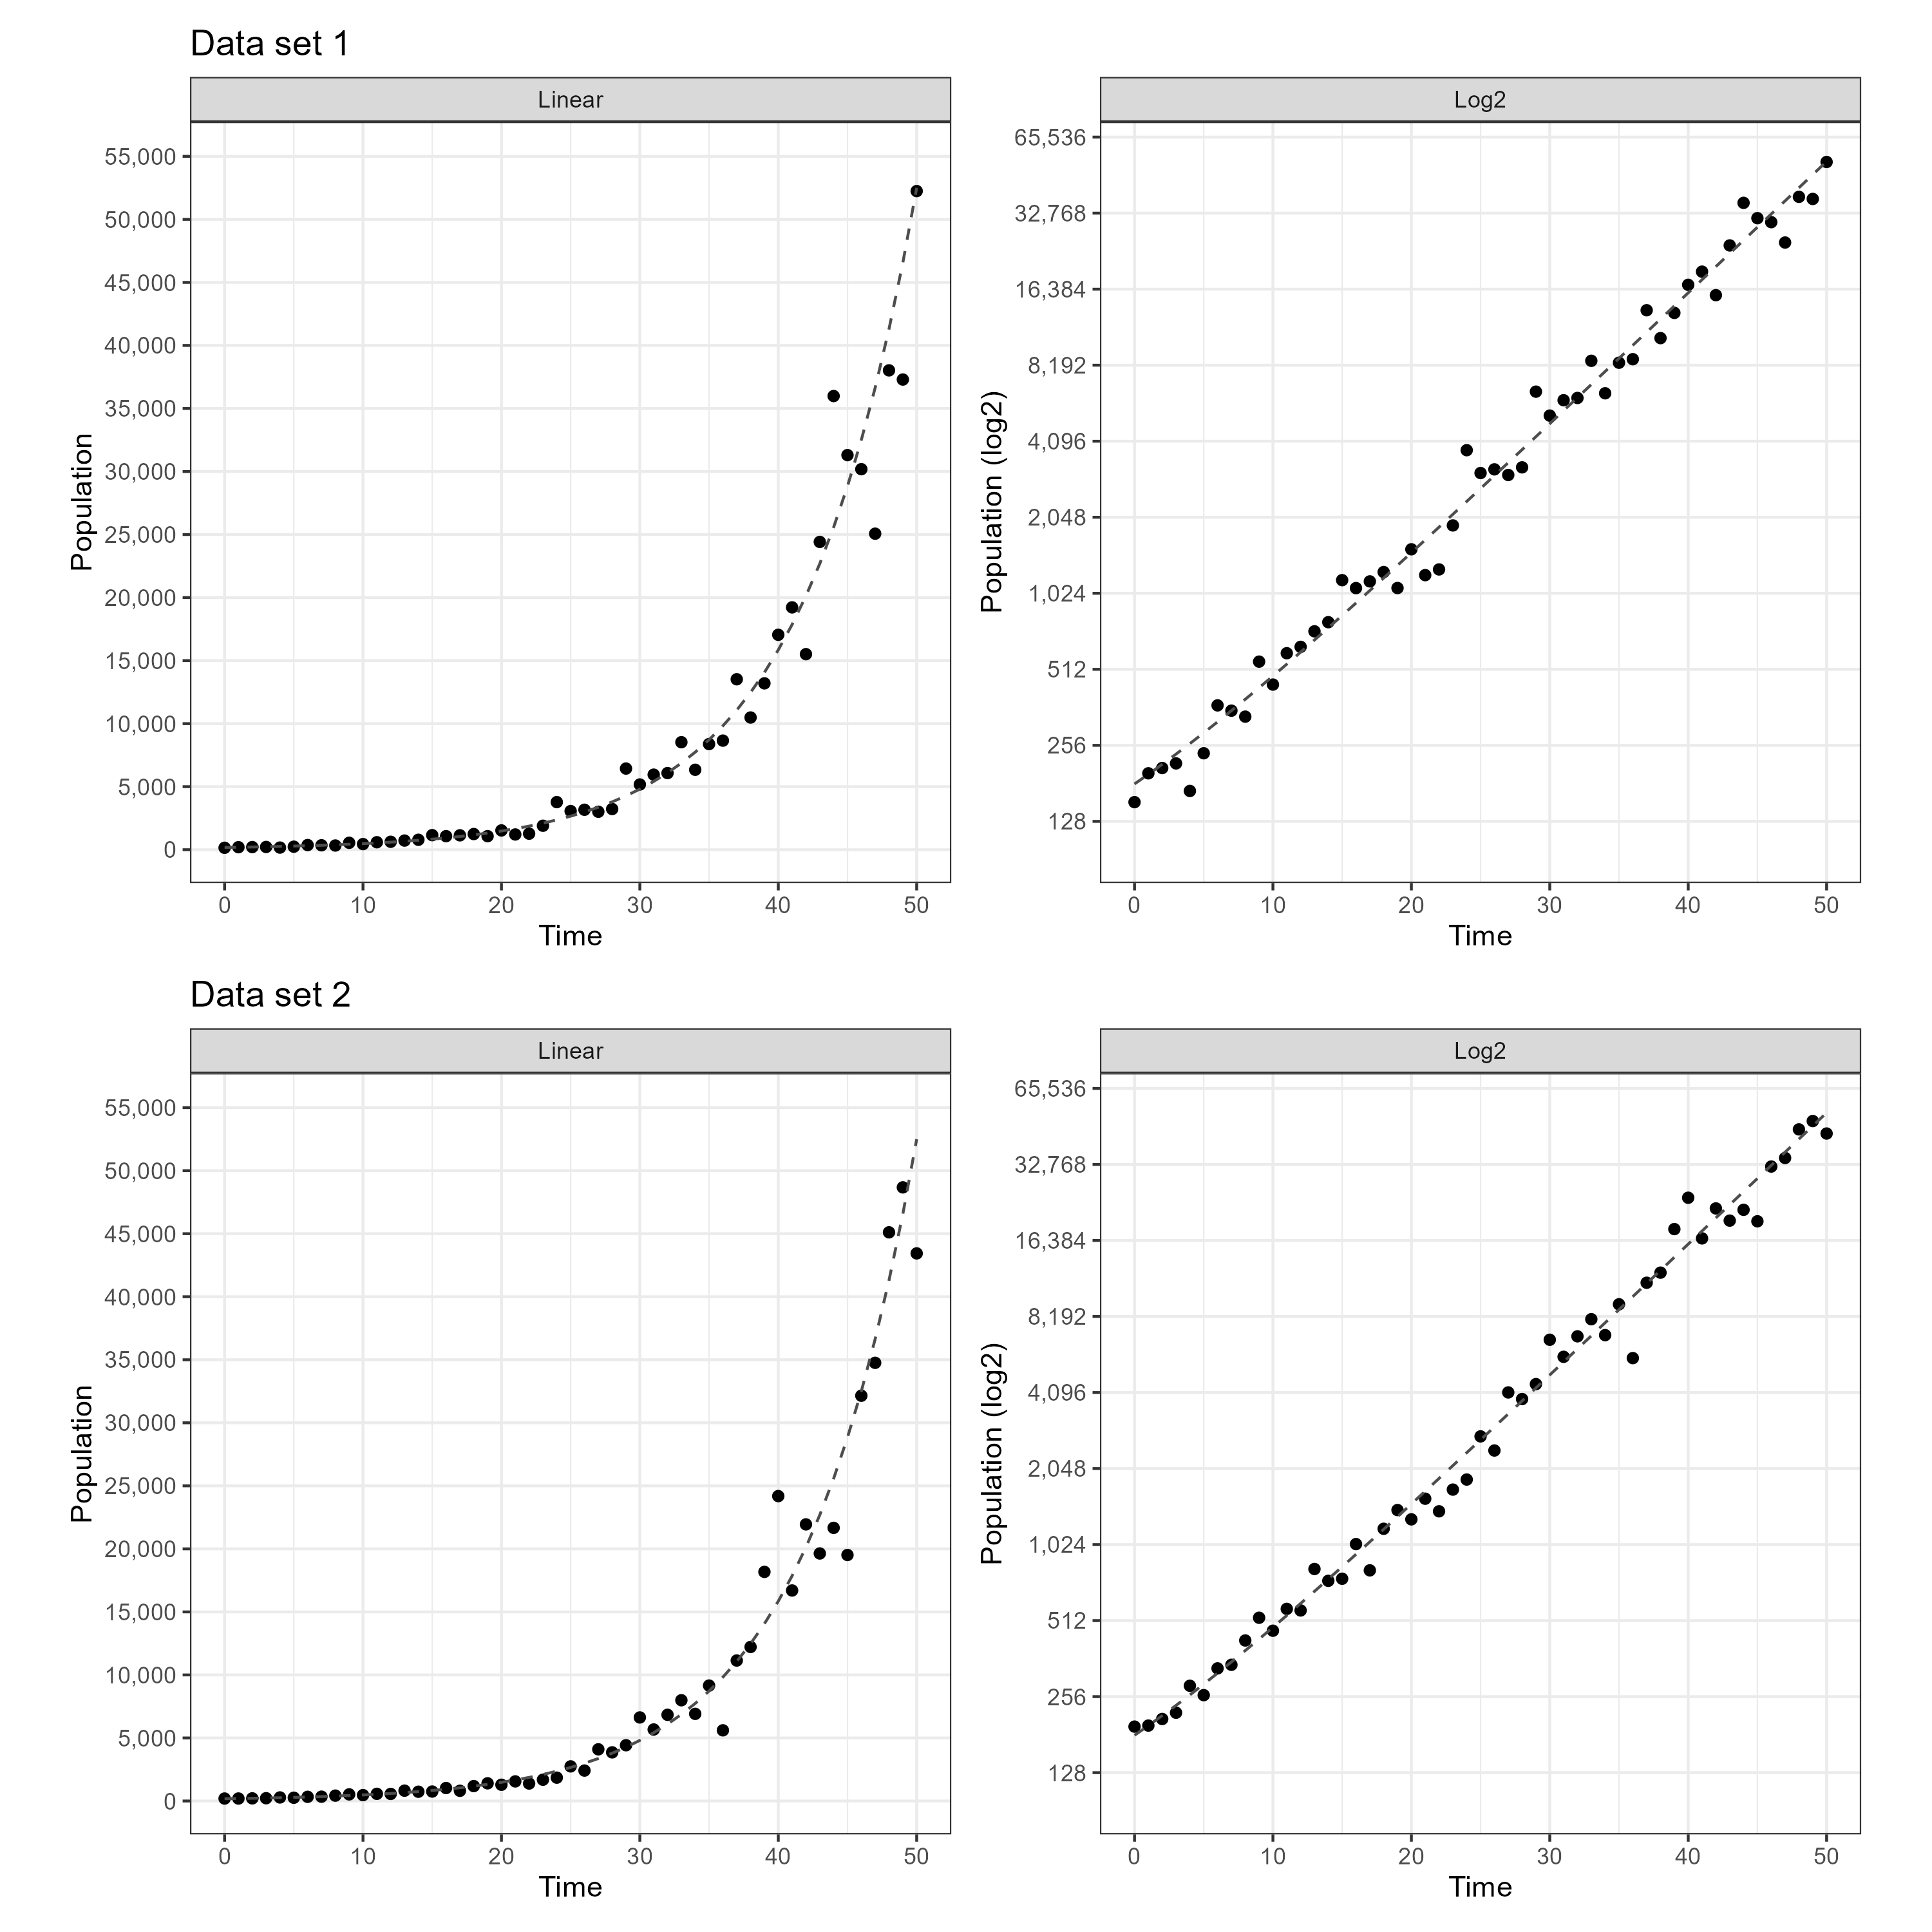 Data set 1
Linear
Log2
55,000
50,000
45,000
40,000
35,000
30,000
25,000
20,000
15,000
10,000
5,000
0
Population
0 10 20 30 40 50
Time
65,536
32,768
16,384
8,192
4,096
2,048
1,024
512
256
128
Population (log2)
0 10 20 30 40 50
Time
Data set 2
Linear
Log2
55,000
50,000
45,000
40,000
35,000
30,000
25,000
20,000
15,000
10,000
5,000
0
Population
0 10 20 30 40 50
Time
65,536
32,768
16,384
8,192
4,096
2,048
1,024
512
256
128
Population (log2)
0 10 20 30 40 50
Time